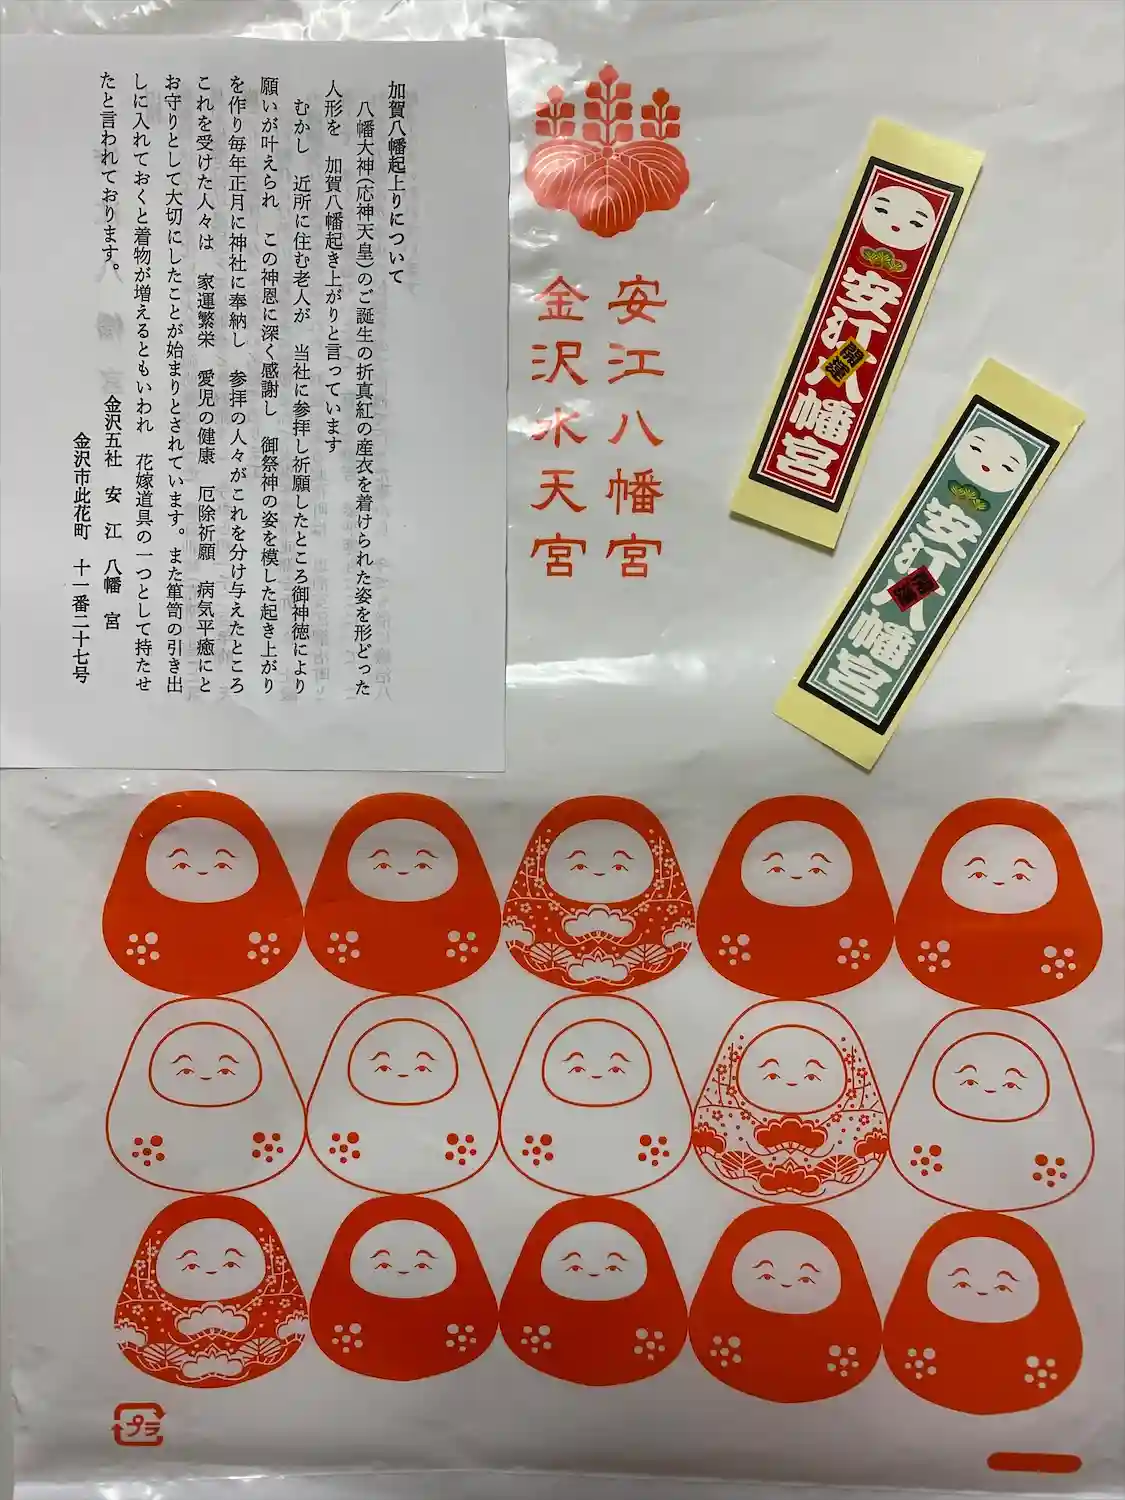 加賀八幡起上りについて
八幡大神(応神天皇)のご誕生の折真紅の産衣を着けられた姿を形どった
人形を　加賀八幡起き上がりと言っています
むかし　近所に住む老人が　当社に参拝し祈願したところ御神徳により
願いが叶えられ　この神恩に深く感謝し　御祭神の姿を模した起き上がり
を作り毎年正月に神社に奉納し　参拝の人々がこれを分け与えたところ
これを受けた人々は　家運繁栄　愛児の健康　厄除祈願　病気平癒にと
お守りとして大切にしたことが始まりとされています。また箪笥の引き出
しに入れておくと着物が増えるともいわれ　花嫁道具の一つとして持たせ
たと言われております。
金沢五社　安　江　八幡　宮
金沢市此花町　十一番二十七号
安江八幡宮
金沢水天宮
安江八幡宮
開運
安江八幡宮
開運
プラ